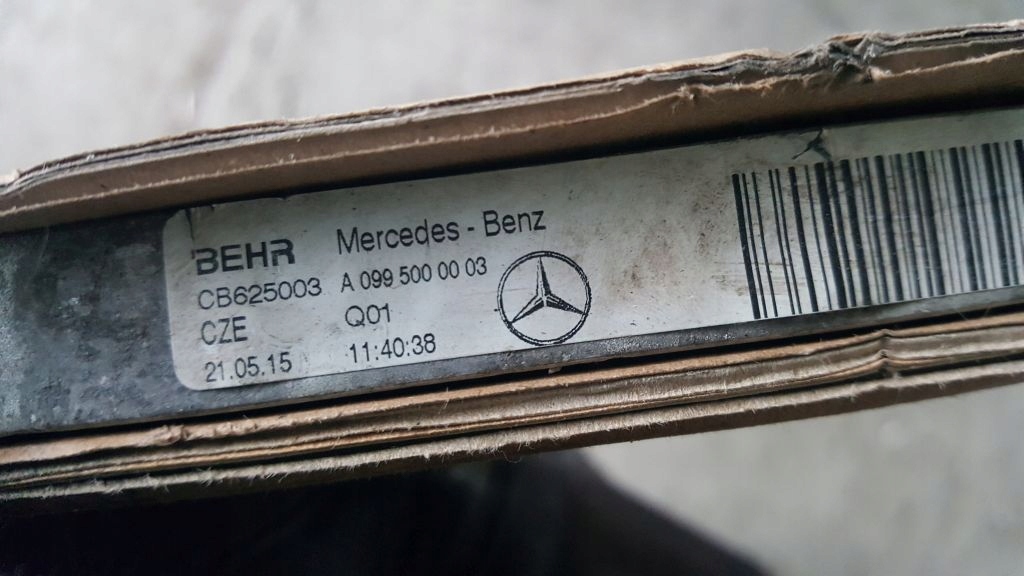 BEHR Mercedes - Benz
CB625003 A 099 500 00 03
CZE Q01
21.05.15 11:40:38